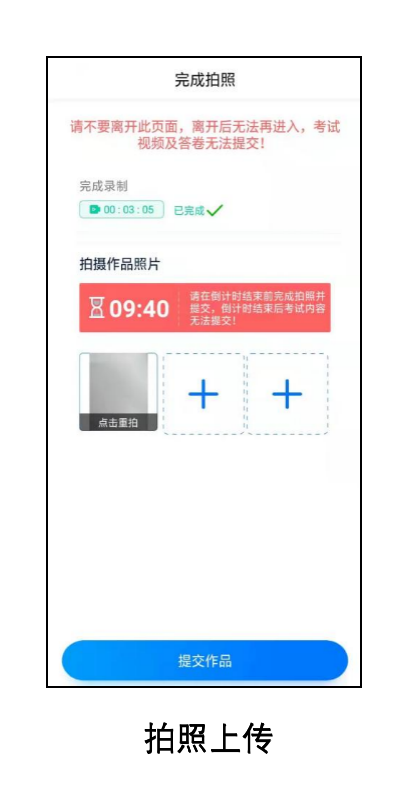 完成拍照
请不要离开此页面，离开后无法再进入，考试
视频及答卷无法提交！
完成录制
00:03:05 已完成
拍摄作品照片
09:40
请在倒计时结束前完成拍照并
提交，倒计时结束后考试内容
无法提交！
点击重拍
提交作品
拍照上传